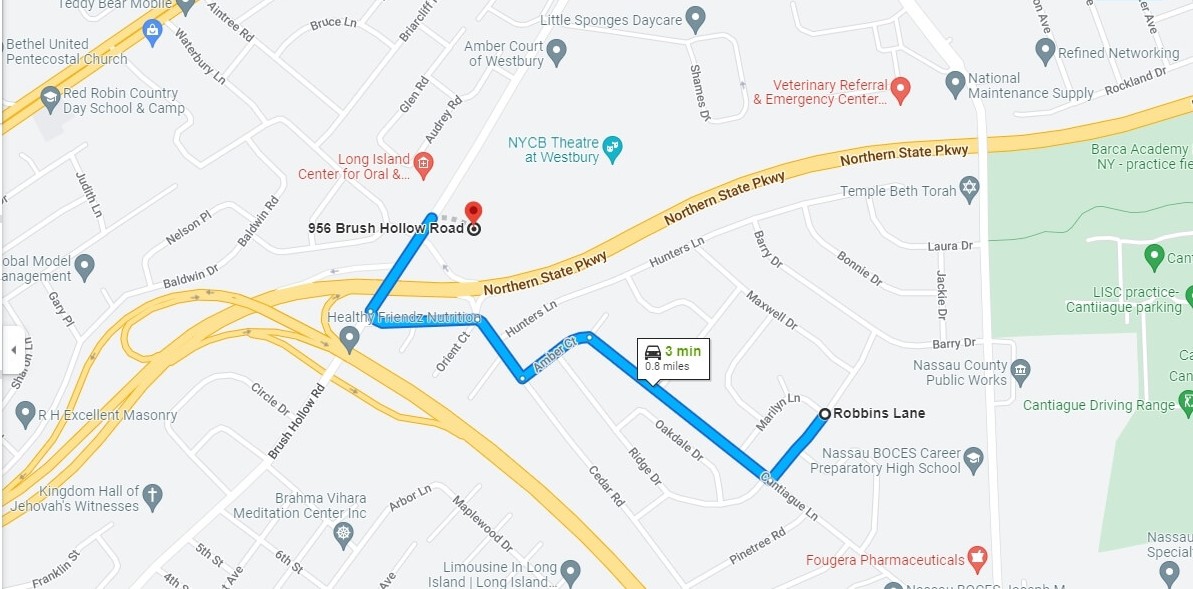 Teddy Bear Mobile
Aintree Rd
Bruce Ln
Briarcliff
Little Sponges Daycare
Bethel United
Pentecostal Church
Waterbury Ln
Amber Court
of Westbury
Refined Networking
Rockland Dr
Red Robin Country
Day School & Camp
Glen Rd
Audrey Rd
Shames Dr
Veterinary Referral
& Emergency Center...
National
Maintenance Supply
Long Island
Center for Oral &...
NYCB Theatre
at Westbury
Northern State Pkwy
Barca Academy
NY - practice fie
Judith Ln
Nelson Pl
Baldwin Rd
Northern State Pkwy
Temple Beth Torah
956 Brush Hollow Road
obal Model
anagement
Baldwin Dr
Gary Pl
Northern State Pkwy
Hunters Ln
Barry Dr
Bonnie Dr
Laura Dr
Jackie Dr
Cant
LISC practice-
Cantiague parking
Healthy Friendz Nutrition
Hunters Ln
Maxwell Dr
Sharon Ln
Orient Ct
Amber Ct
3 min
0.8 miles
Barry Dr
Nassau County
Public Works
Ca
Can
Cantiague Driving Range
R H Excellent Masonry
Circle Dr
Brush Hollow Rd
Marilyn Ln
Robbins Lane
Oakdale Dr
Ridge Dr
Cedar Rd
Cantiague Ln
Nassau BOCES Career
Preparatory High School
Kingdom Hall of
Jehovah's Witnesses
Brahma Vihara
Meditation Center Inc
Arbor Ln
Maplewood Dr
Pinetree Rd
Fougera Pharmaceuticals
Nassau
Special
Franklin St
5th St
6th St
4th S
Ave
Ave
Limousine In Long
Island | Long Island...